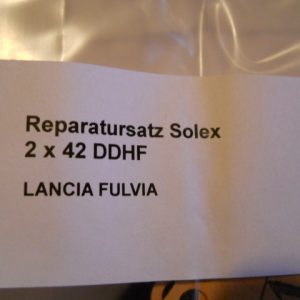 Reparatursatz Solex
2 x 42 DDHF
LANCIA FULVIA